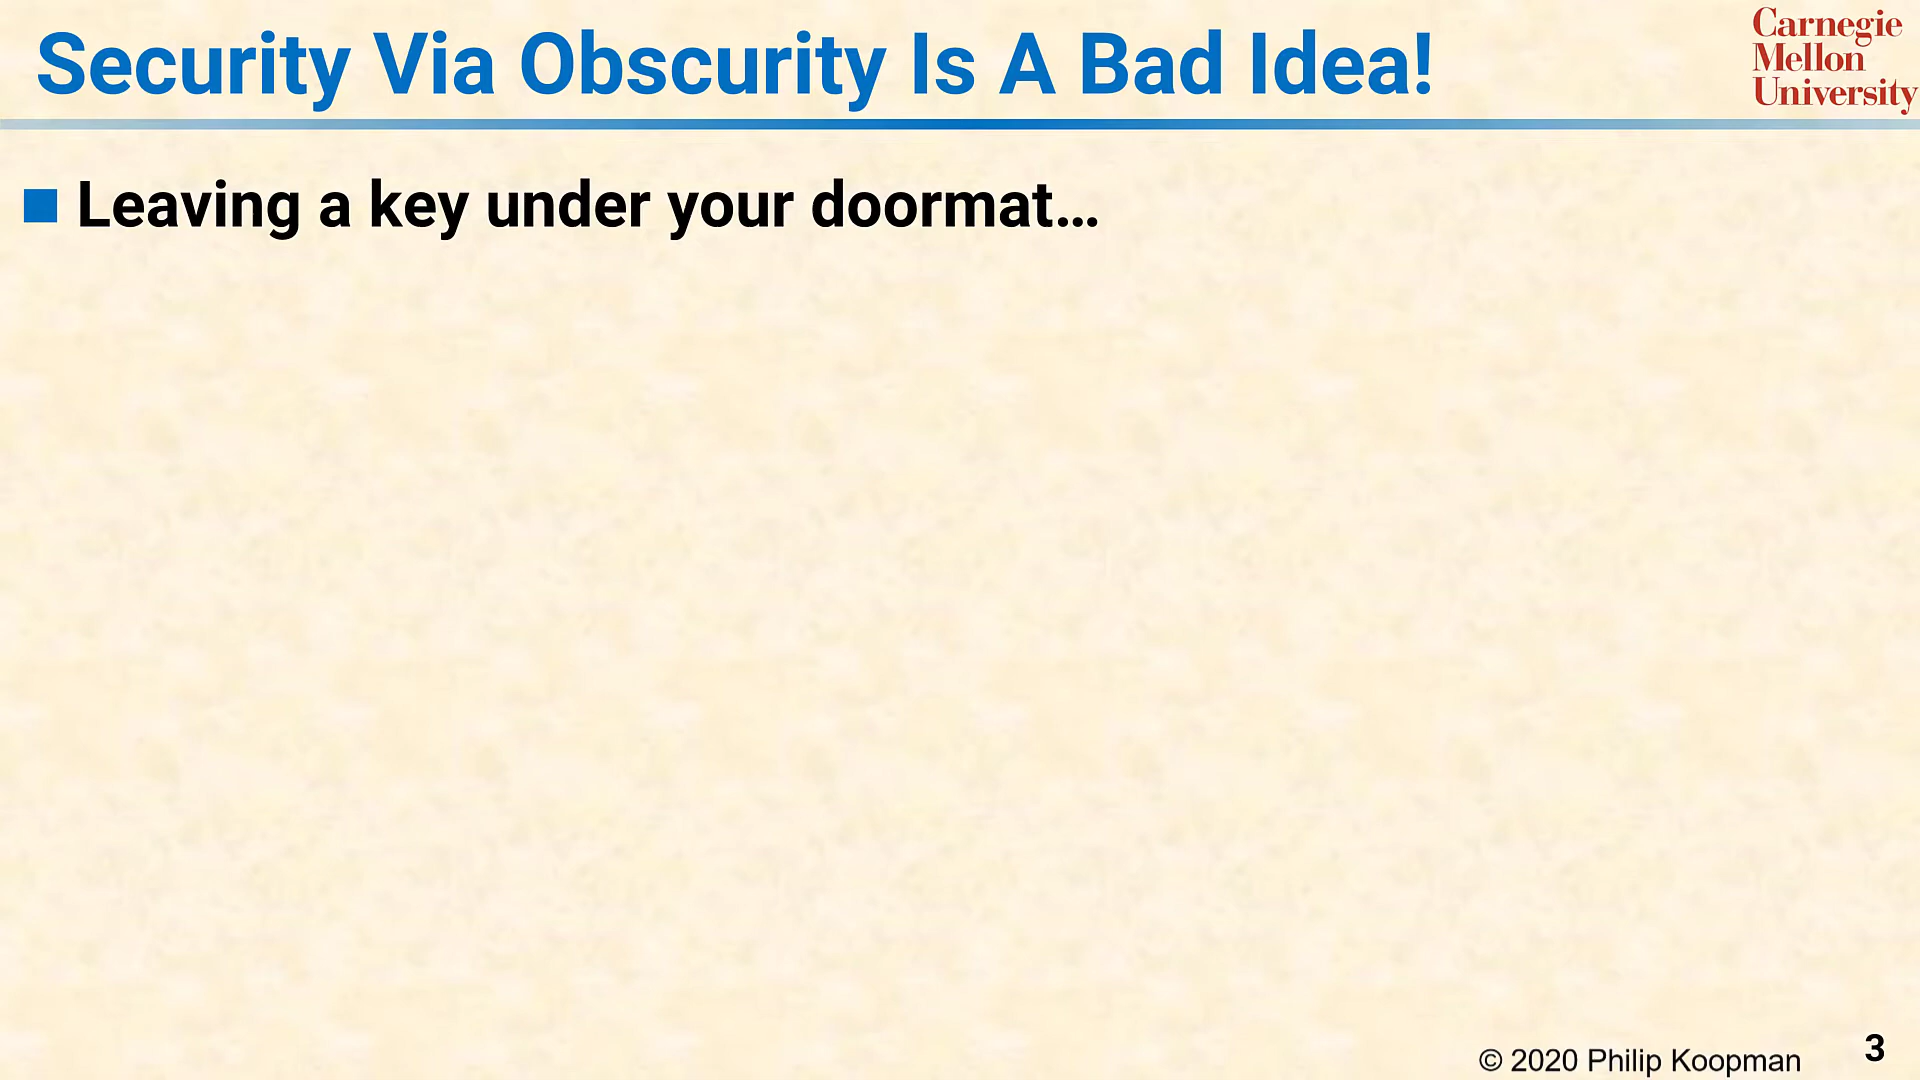 Security Via Obscurity Is A Bad Idea!
Carnegie
Mellon
University
Leaving a key under your doormat…
© 2020 Philip Koopman
3